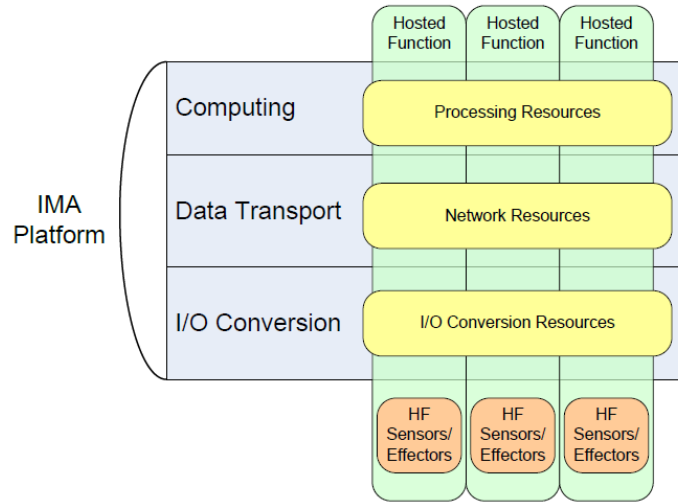 Hosted
Function
Hosted
Function
Hosted
Function
IMA
Platform
Computing
Processing Resources
Data Transport
Network Resources
I/O Conversion
I/O Conversion Resources
HF
Sensors/
Effectors
HF
Sensors/
Effectors
HF
Sensors/
Effectors